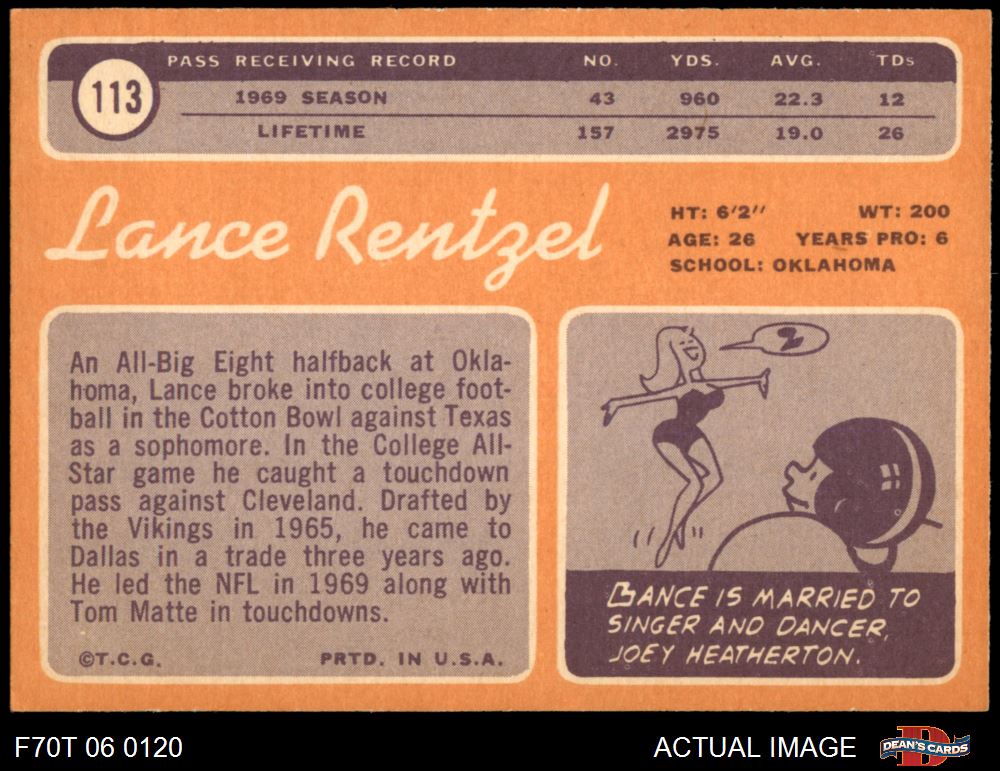 113
PASS RECEIVING RECORD NO. YDS. AVG. TDs
1969 SEASON 43 960 22.3 12
LIFETIME 157 2975 19.0 26
Lance Rentzel
HT: 6'2'' WT: 200
AGE: 26 YEARS PRO: 6
SCHOOL: OKLAHOMA
An All-Big Eight halfback at Okla-
homa, Lance broke into college foot-
ball in the Cotton Bowl against Texas
as a sophomore. In the College All-
Star game he caught a touchdown
pass against Cleveland. Drafted by
the Vikings in 1965, he came to
Dallas in a trade three years ago.
He led the NFL in 1969 along with
Tom Matte in touchdowns.
©T.C.G. PRTD. IN U.S.A.
LANCE IS MARRIED TO
SINGER AND DANCER,
JOEY HEATHERTON.
F70T 06 0120
ACTUAL IMAGE
DEAN'S CARDS